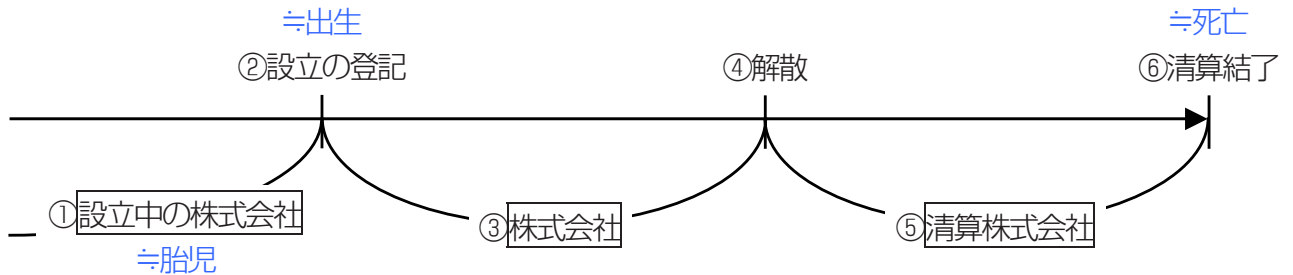 ≒出生
≒死亡
②設立の登記
④解散
⑥清算結了
①設立中の株式会社
③株式会社
⑤清算株式会社
≒胎児